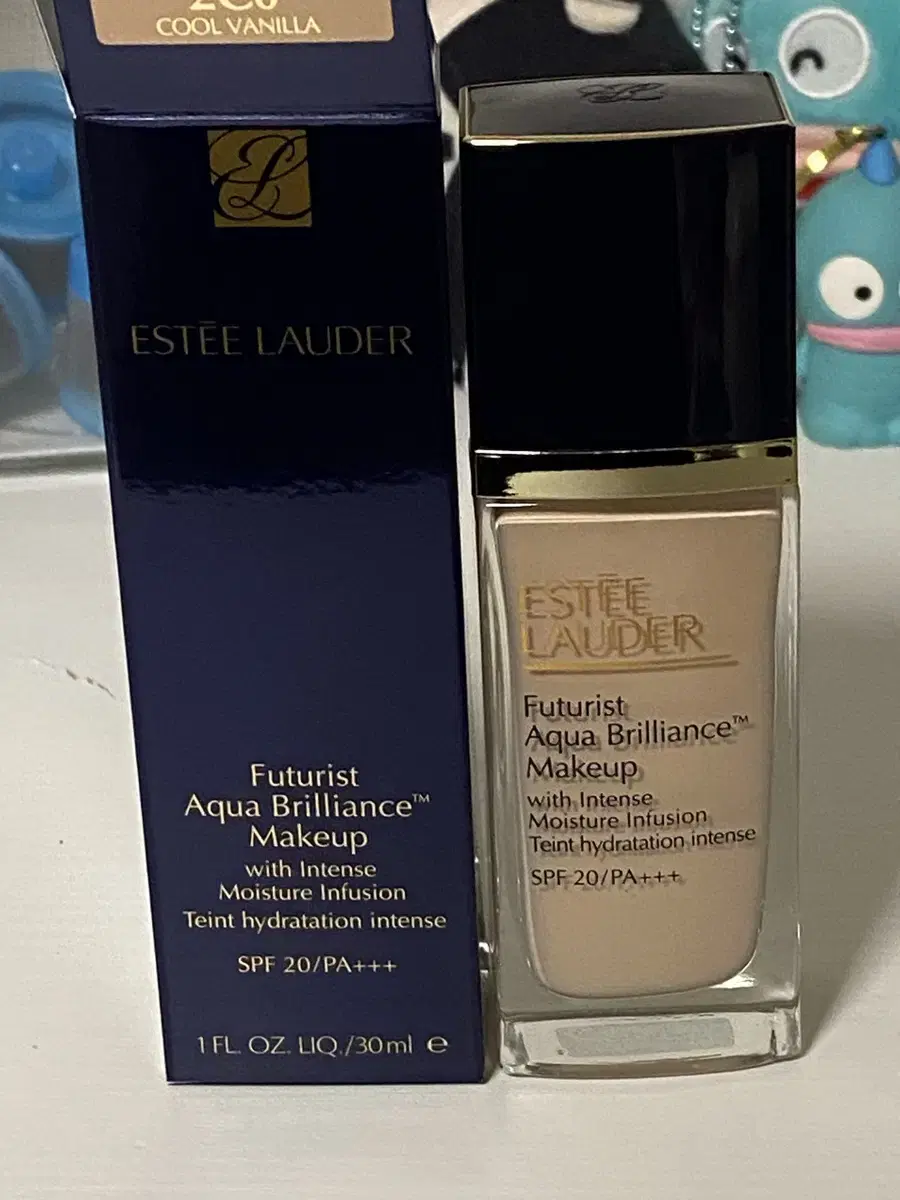 2C0
COOL VANILLA
ESTĒE LAUDER
Futurist
Aqua Brilliance™
Makeup
with Intense
Moisture Infusion
Teint hydratation intense
SPF 20/PA+++
1 FL. OZ. LIQ./30ml e
ESTĒE
LAUDER
Futurist
Aqua Brilliance™
Makeup
with Intense
Moisture Infusion
Teint hydratation intense
SPF 20/PA+++